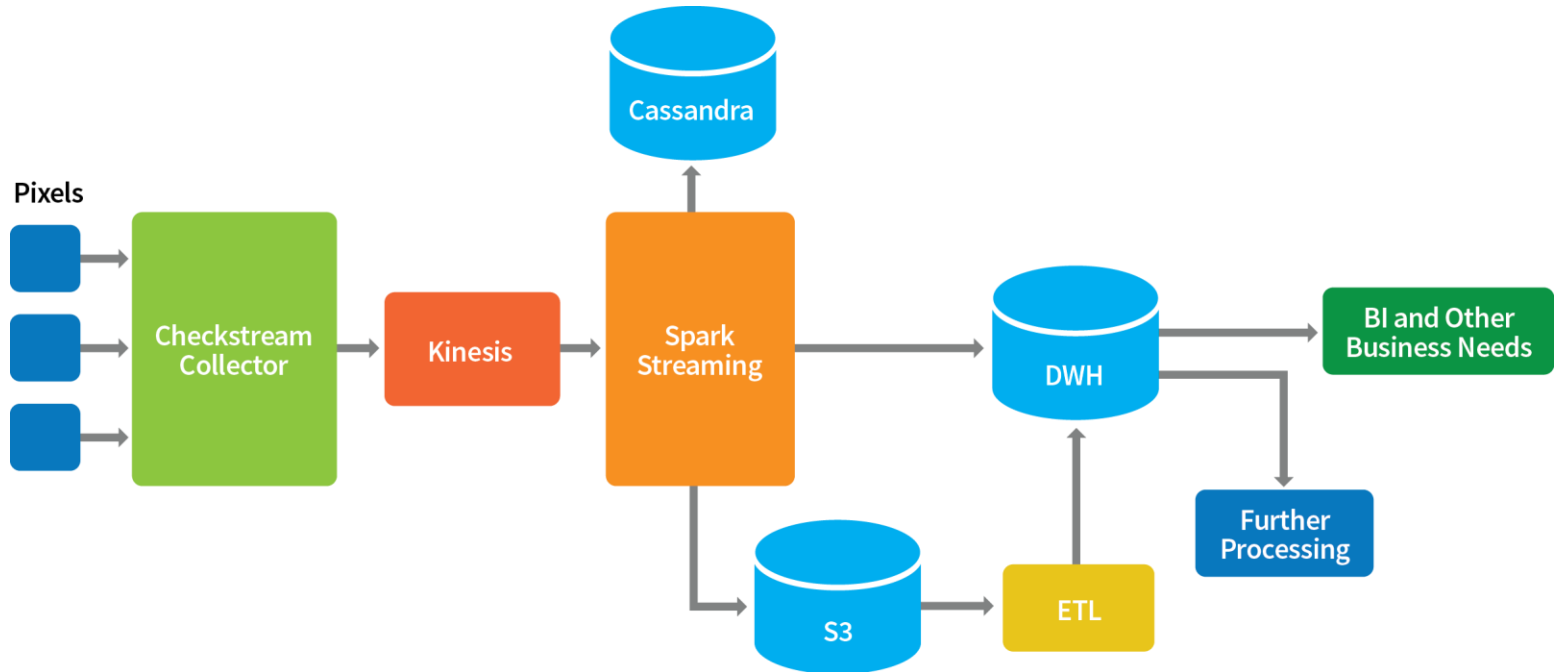 Cassandra
Pixels
Checkstream
Collector
Kinesis
Spark
Streaming
DWH
BI and Other
Business Needs
Further
Processing
S3
ETL